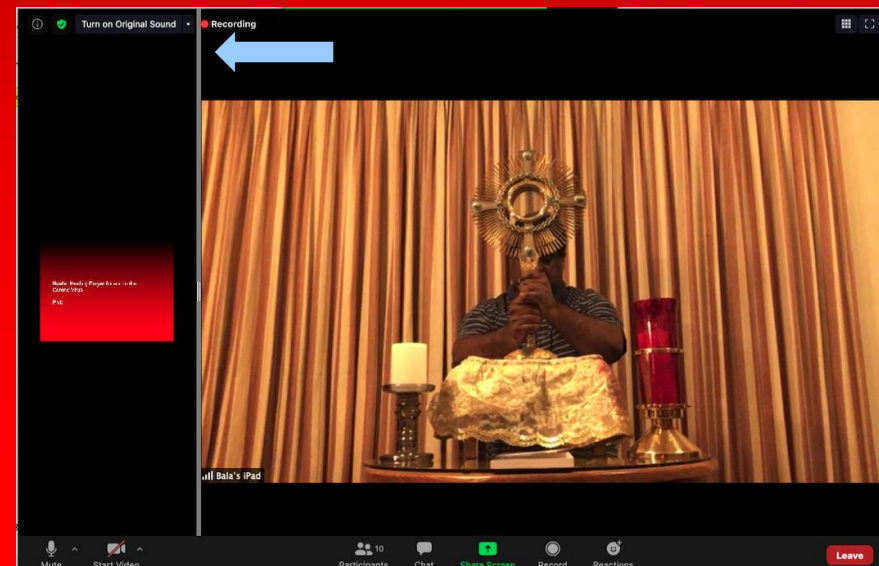 Turn on Original Sound
Recording
Bala's iPad
Mute
Start Video
10
Participants
Chat
Share Screen
Record
Reactions
Leave